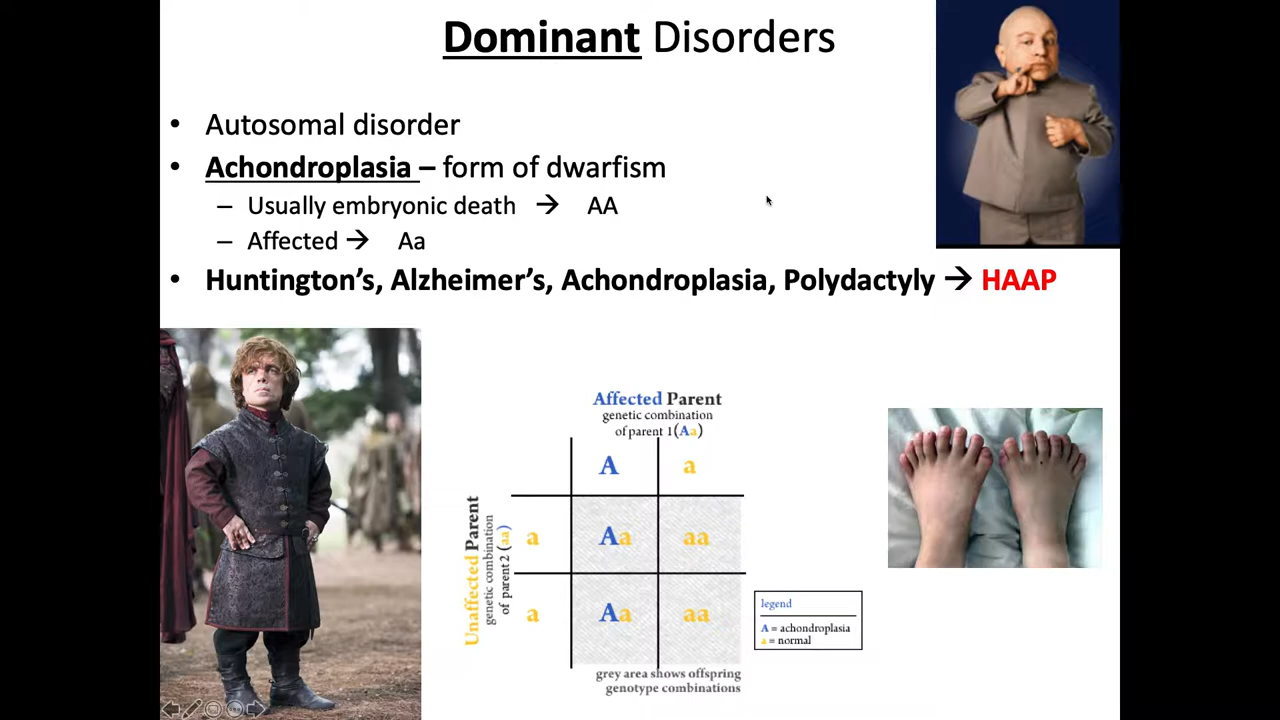 Dominant Disorders
• Autosomal disorder
• Achondroplasia – form of dwarfism
– Usually embryonic death → AA
– Affected → Aa
• Huntington’s, Alzheimer’s, Achondroplasia, Polydactyly → HAAP
Affected Parent
genetic combination
of parent 1 (Aa)
A a
Unaffected Parent
genetic combination
of parent 2 (aa)
a Aa aa
a Aa aa
legend
A = achondroplasia
a = normal
grey area shows offspring
genotype combinations